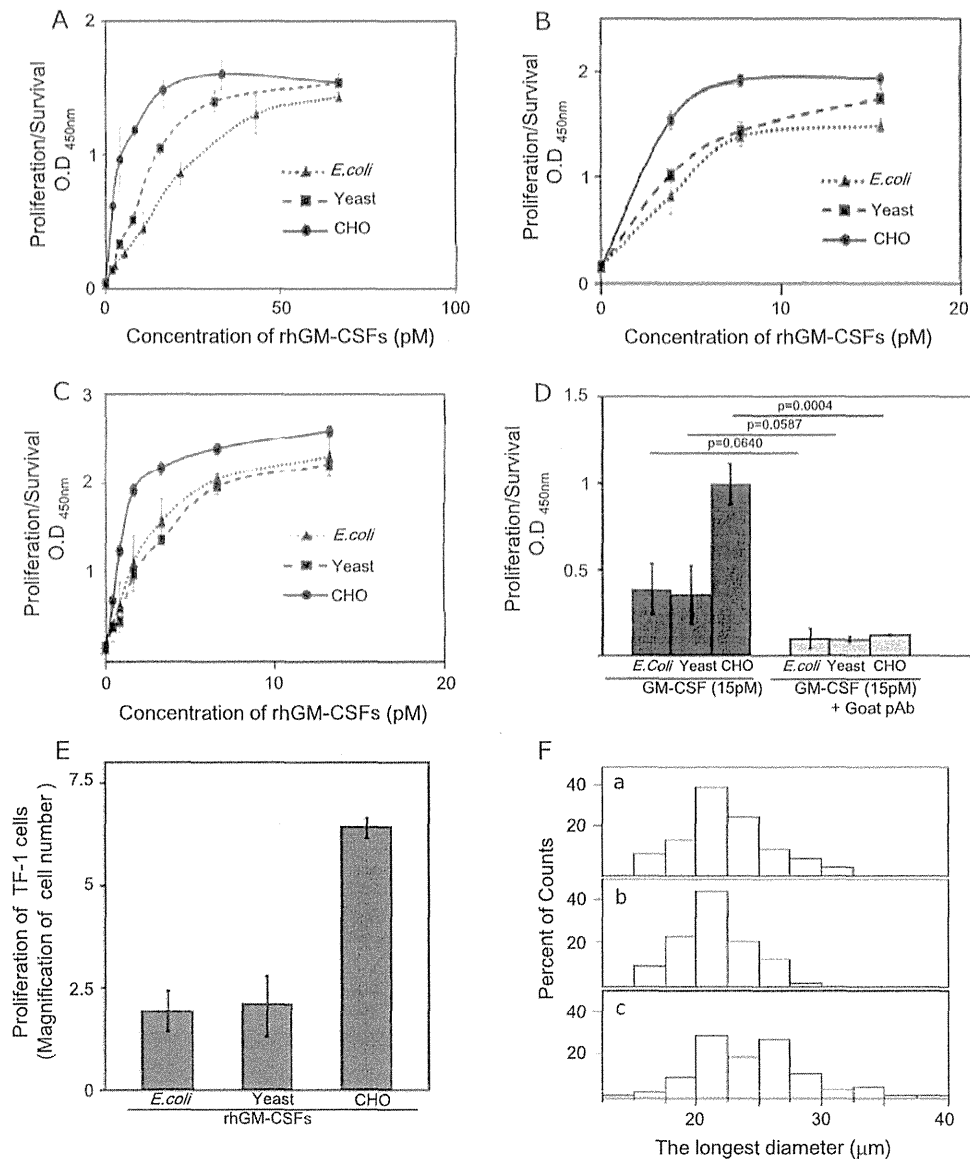 A
Proliferation/Survival
O.D 450nm
2
1
0
E.coli
Yeast
CHO
0
50
100
Concentration of rhGM-CSFs (pM)
B
Proliferation/Survival
O.D 450nm
2
1
0
E.coli
Yeast
CHO
0
10
20
Concentration of rhGM-CSFs (pM)
C
Proliferation/Survival
O.D 450nm
3
2
1
E.coli
Yeast
CHO
0
10
20
Concentration of rhGM-CSFs (pM)
D
Proliferation/Survival
O.D 450nm
1.5
1
0.5
p=0.0004
p=0.0587
p=0.0640
E.Coli Yeast CHO
GM-CSF (15pM)
E.coli Yeast CHO
GM-CSF (15pM)
+ Goat pAb
E
Proliferation of TF-1 cells
(Magnification of cell number)
7.5
5
2.5
0
E.coli
Yeast
CHO
rhGM-CSFs
F
Percent of Counts
a
40
20
b
40
20
c
40
20
20
30
40
The longest diameter (μm)